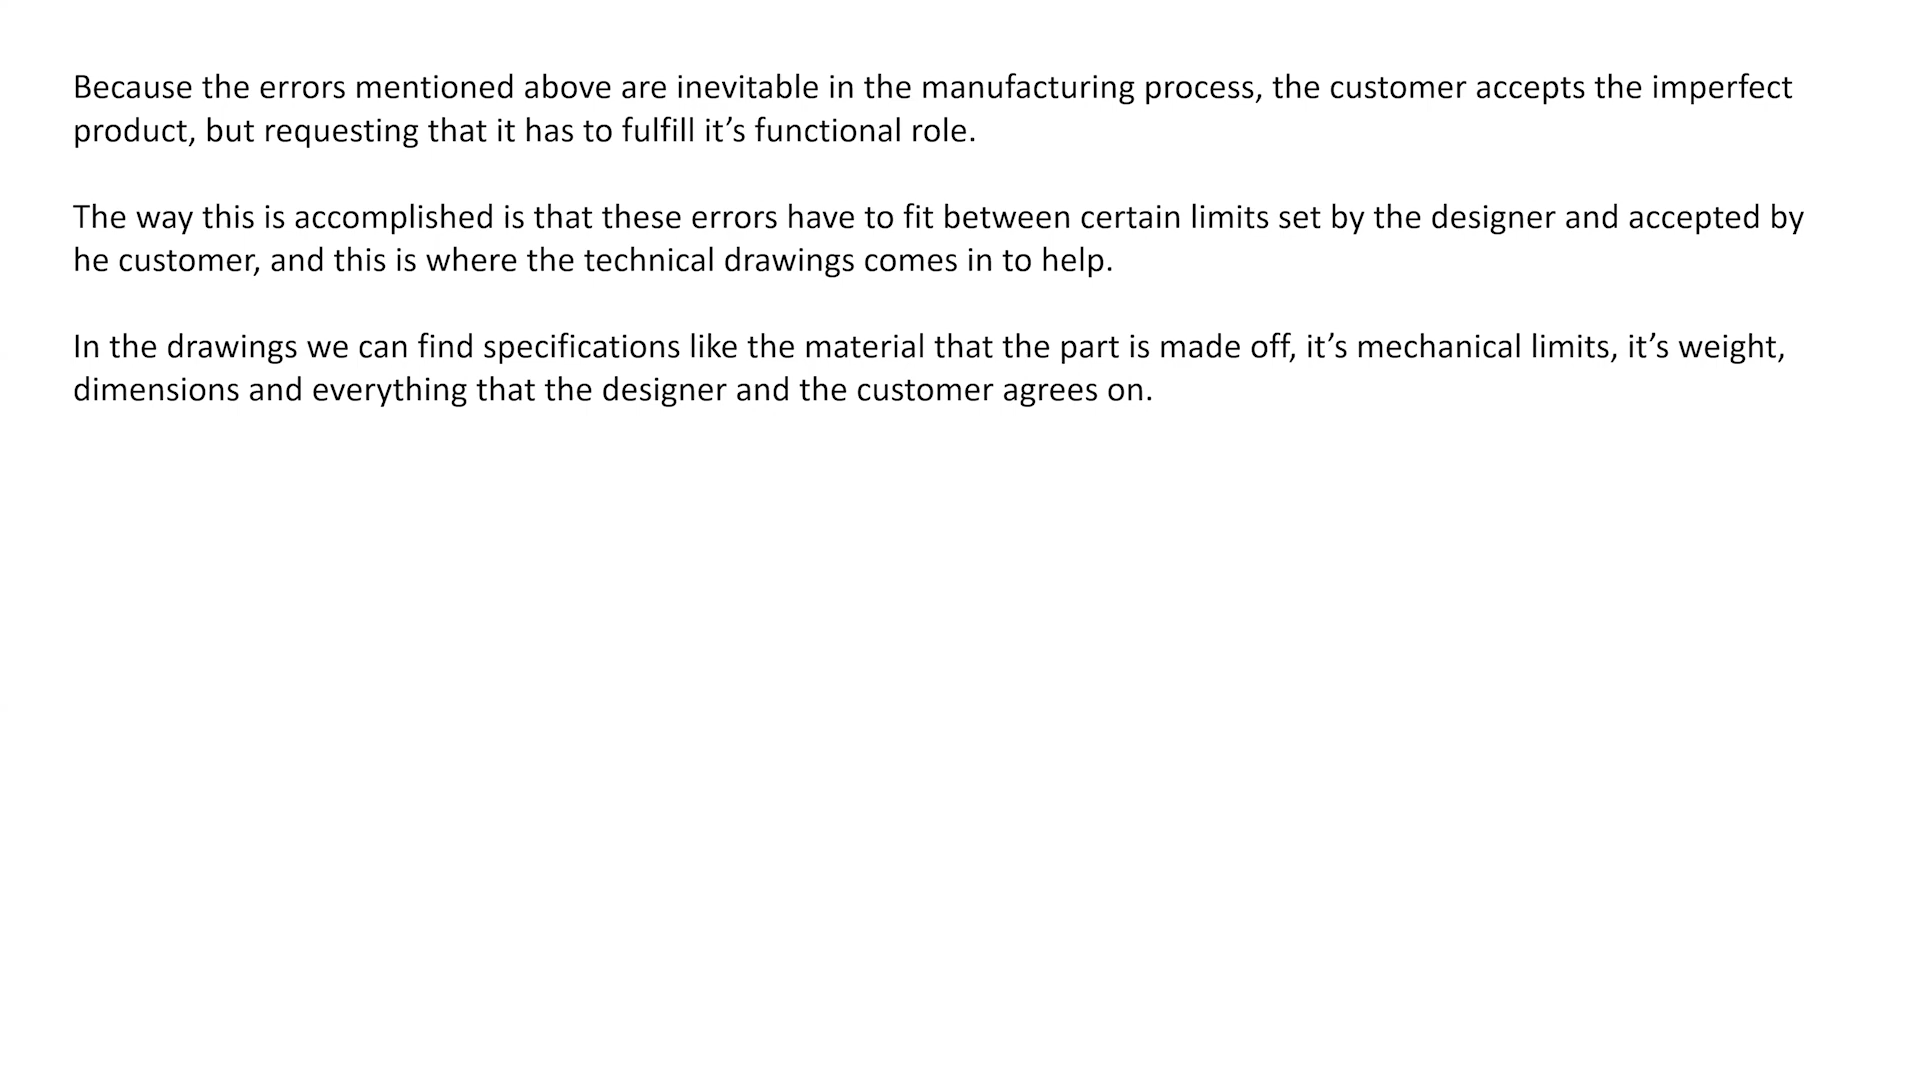 Because the errors mentioned above are inevitable in the manufacturing process, the customer accepts the imperfect
product, but requesting that it has to fulfill it’s functional role.
The way this is accomplished is that these errors have to fit between certain limits set by the designer and accepted by
he customer, and this is where the technical drawings comes in to help.
In the drawings we can find specifications like the material that the part is made off, it’s mechanical limits, it’s weight,
dimensions and everything that the designer and the customer agrees on.